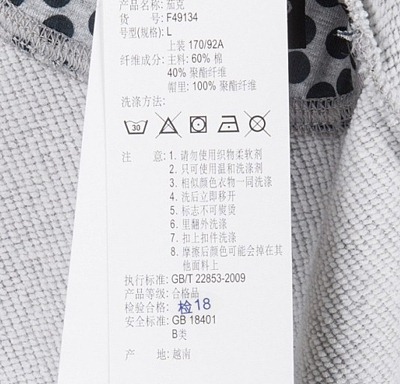 产品名称: 茄克
货 号: F49134
号型(规格): L
上装 170/92A
纤维成分: 主料: 60% 棉
40% 聚酯纤维
帽里: 100% 聚酯纤维
洗涤方法:
30
注 意: 1. 请勿使用织物柔软剂
2. 只可使用温和洗涤剂
3. 相似颜色衣物一同洗涤
4. 洗后立即移开
5. 标志不可熨烫
6. 里翻外洗涤
7. 扣上扣件洗涤
8. 摩擦后颜色可能会掉在其
他面料上
执行标准: GB/T 22853-2009
产品等级: 合格品
检验合格: 检18
安全标准: GB 18401
B类
产 地: 越南